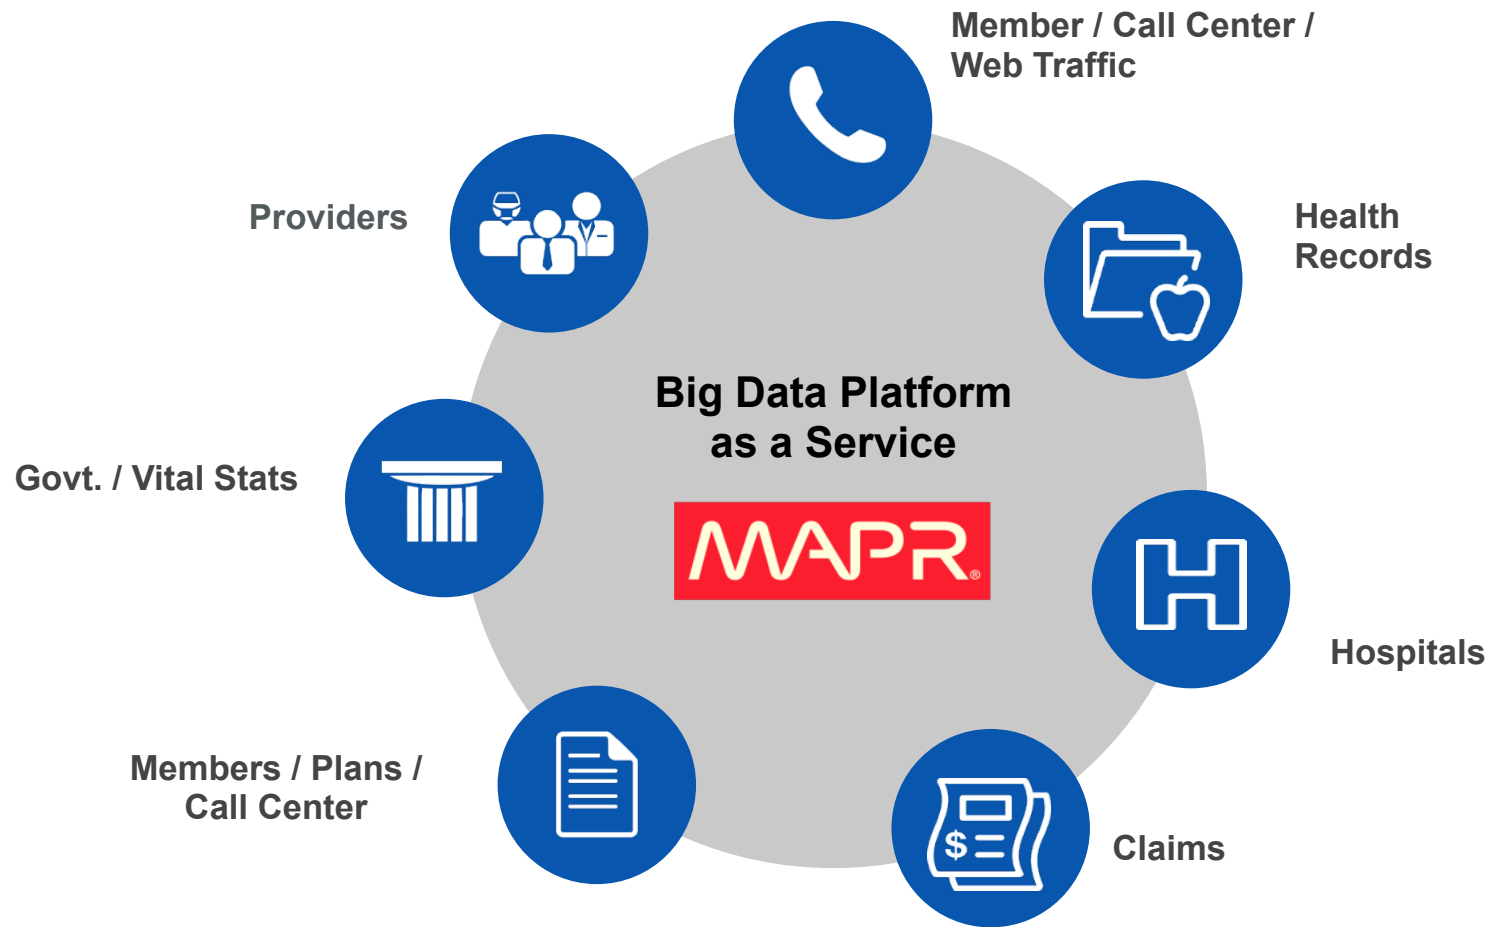 Member / Call Center /
Web Traffic
Providers
Health
Records
Big Data Platform
as a Service
Govt. / Vital Stats
MAPR®
Hospitals
Members / Plans /
Call Center
$
Claims